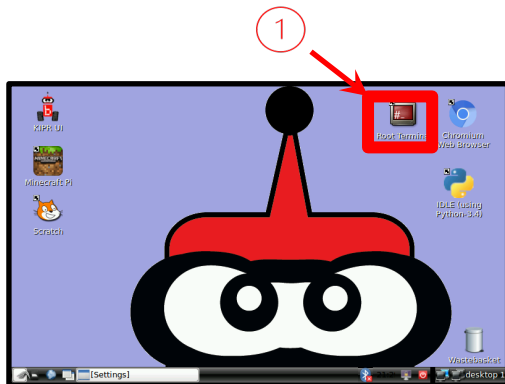 1
KIPR UI
Root Termina
Chromium
Web Browser
Minecraft Pi
IDLE (using
Python-3.4)
Scratch
Wastebasket
[Settings]
desktop 1